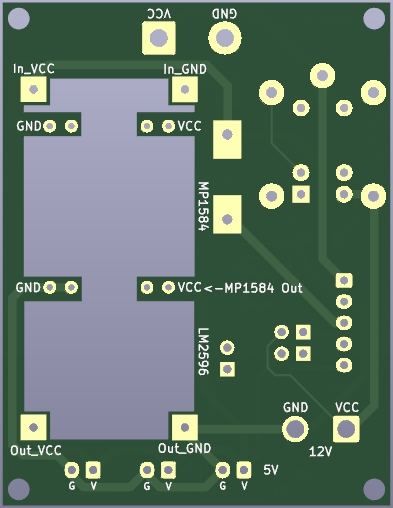 VCC GND
In_VCC In_GND
GND VCC
MP1584
GND VCC<-MP1584 Out
LM2596
GND VCC
12V
Out_VCC Out_GND
5V
G V G V G V